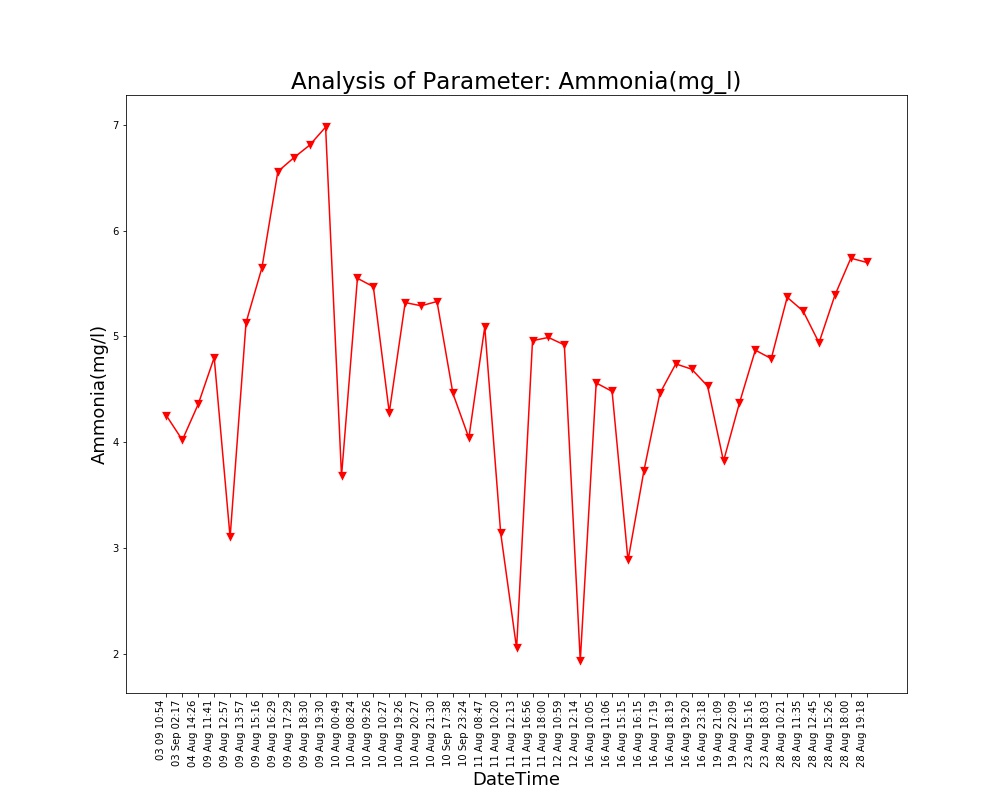 Analysis of Parameter: Ammonia(mg_l)
Ammonia(mg/l)
7
6
5
4
3
2
03 09 10:54
03 Sep 02:17
04 Aug 14:26
09 Aug 11:41
09 Aug 12:57
09 Aug 13:57
09 Aug 15:16
09 Aug 16:29
09 Aug 17:29
09 Aug 18:30
09 Aug 19:30
10 Aug 00:49
10 Aug 08:24
10 Aug 09:26
10 Aug 10:27
10 Aug 19:26
10 Aug 20:27
10 Aug 21:30
10 Sep 17:38
10 Sep 23:24
11 Aug 08:47
11 Aug 10:20
11 Aug 12:13
11 Aug 16:56
11 Aug 18:00
12 Aug 10:59
12 Aug 12:14
16 Aug 10:05
16 Aug 11:06
16 Aug 15:15
16 Aug 16:15
16 Aug 17:19
16 Aug 18:19
16 Aug 19:20
16 Aug 23:18
19 Aug 21:09
19 Aug 22:09
23 Aug 15:16
23 Aug 18:03
28 Aug 10:21
28 Aug 11:35
28 Aug 12:45
28 Aug 15:26
28 Aug 18:00
28 Aug 19:18
DateTime